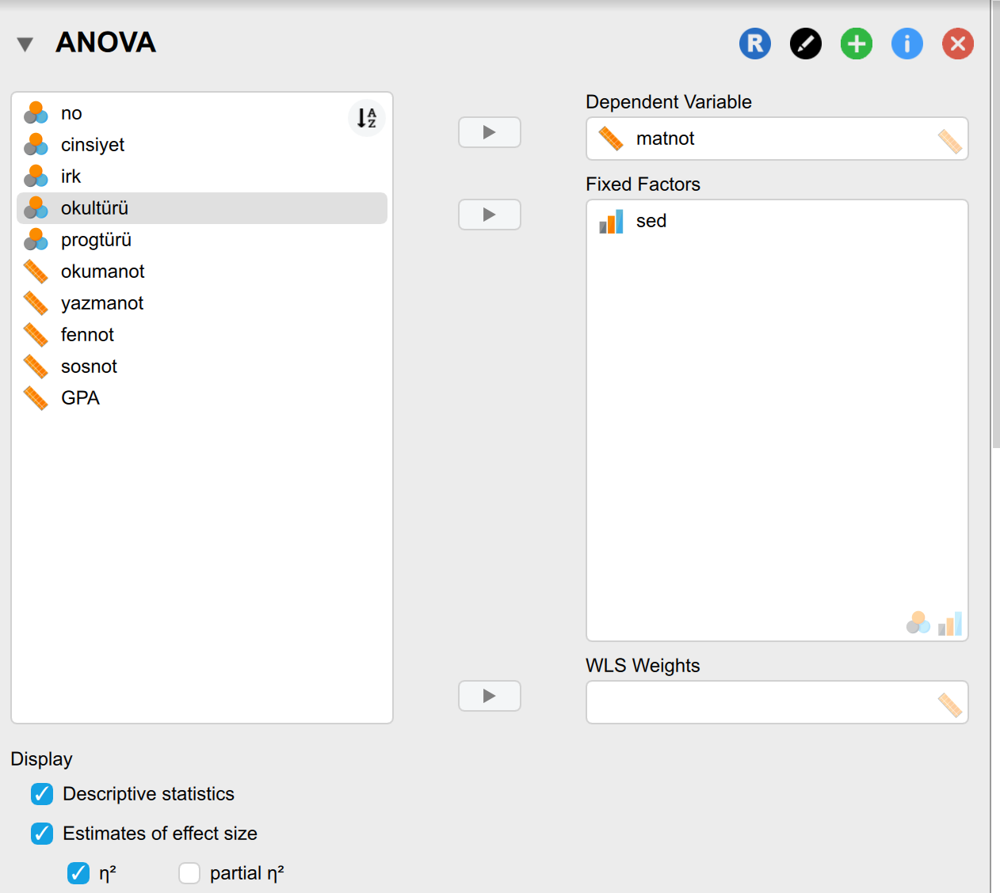 ANOVA
R
i
no
A
Z
cinsiyet
irk
okultürü
progtürü
okumanot
yazmanot
fennot
sosnot
GPA
Dependent Variable
matnot
Fixed Factors
sed
WLS Weights
Display
Descriptive statistics
Estimates of effect size
η² partial η²